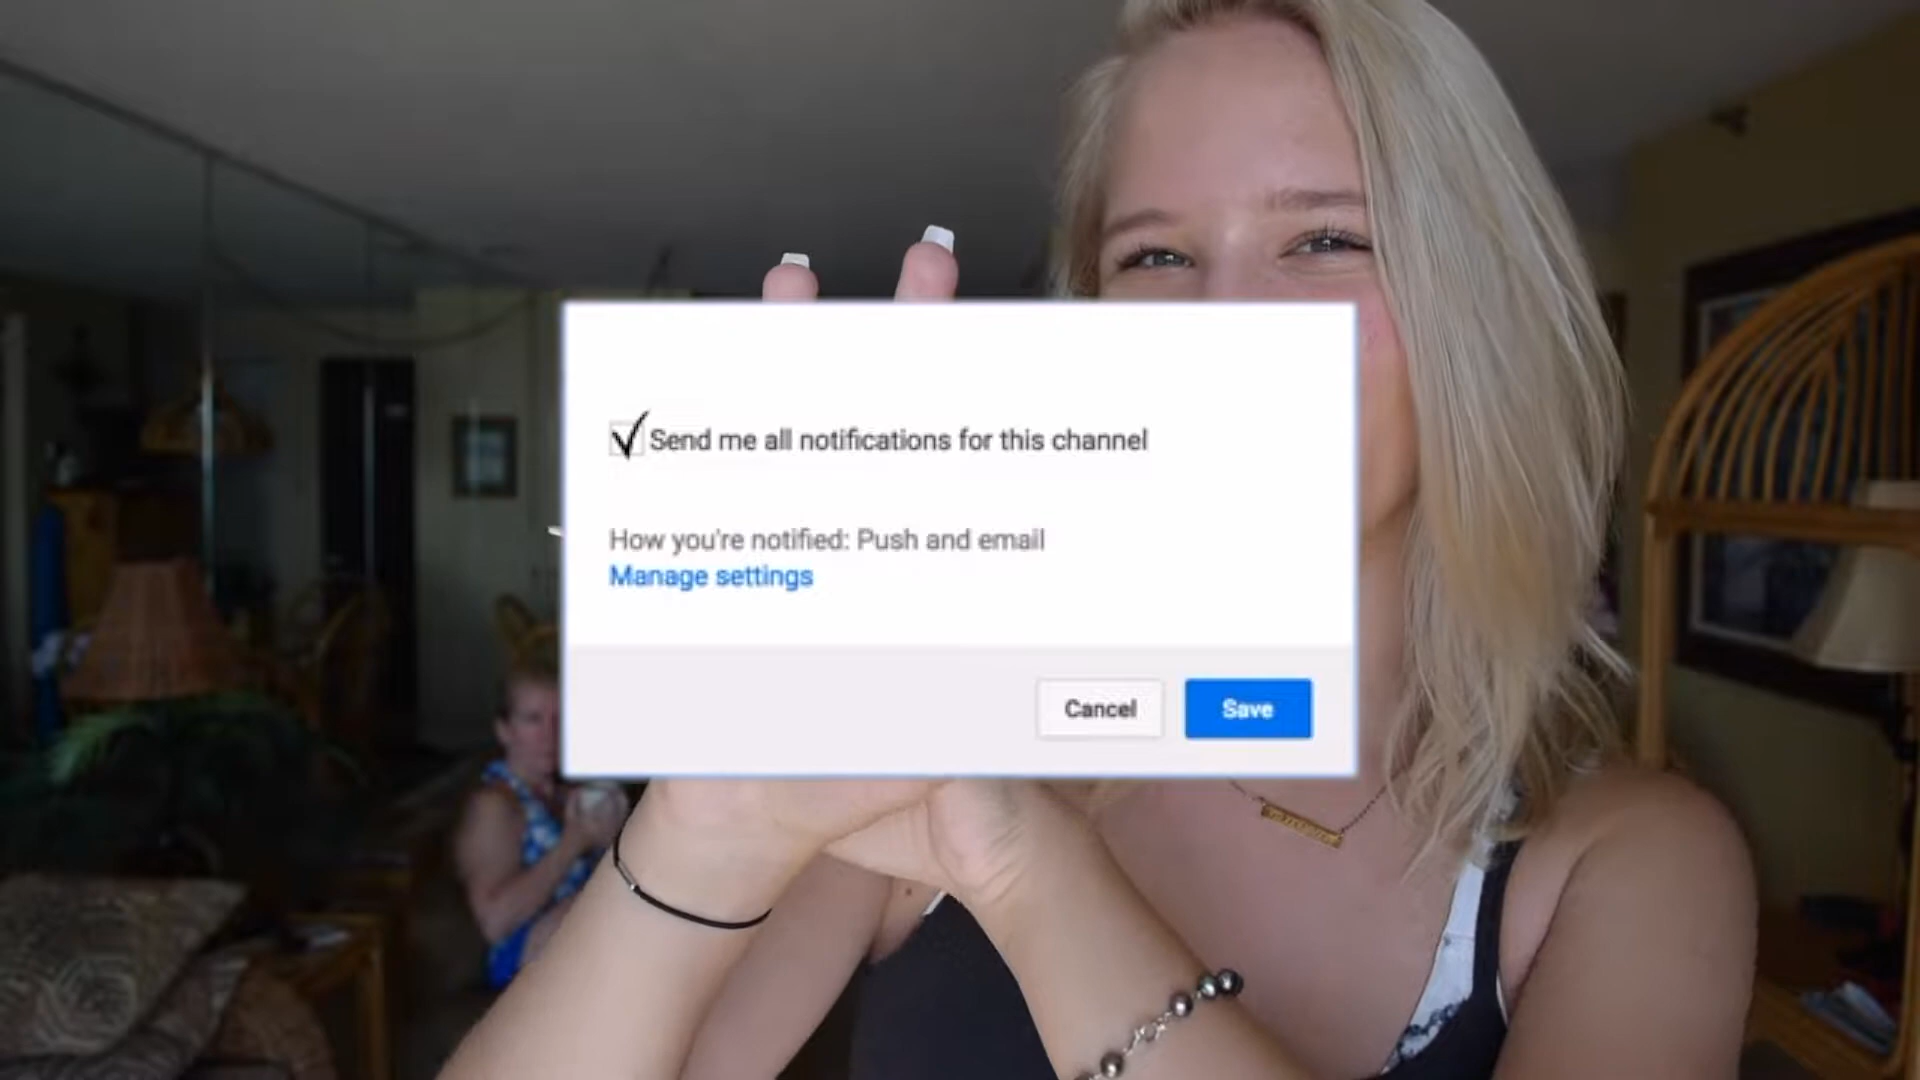 Send me all notifications for this channel
How you're notified: Push and email
Manage settings
Cancel
Save